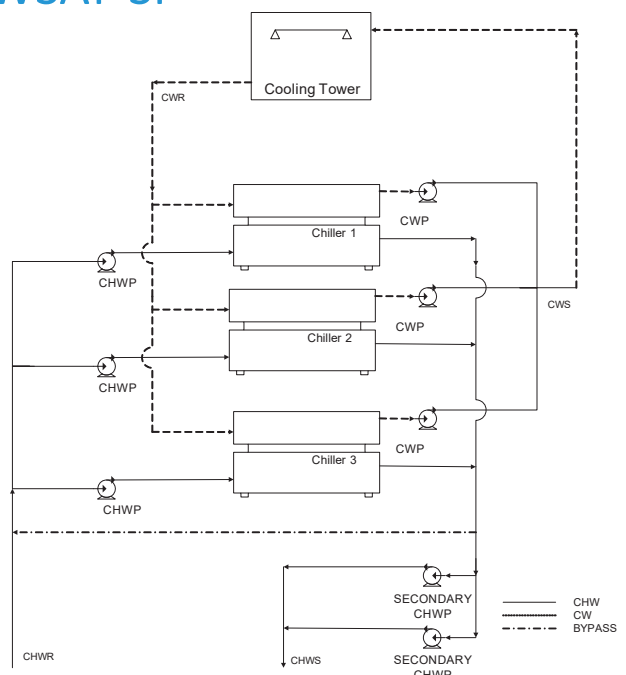 Cooling Tower
CWR
Chiller 1
CWP
CHWP
Chiller 2
CWP
CWS
CHWP
Chiller 3
CWP
CHWP
SECONDARY
CHWP
CHW
CW
BYPASS
CHWR
CHWS
SECONDARY
CHWP